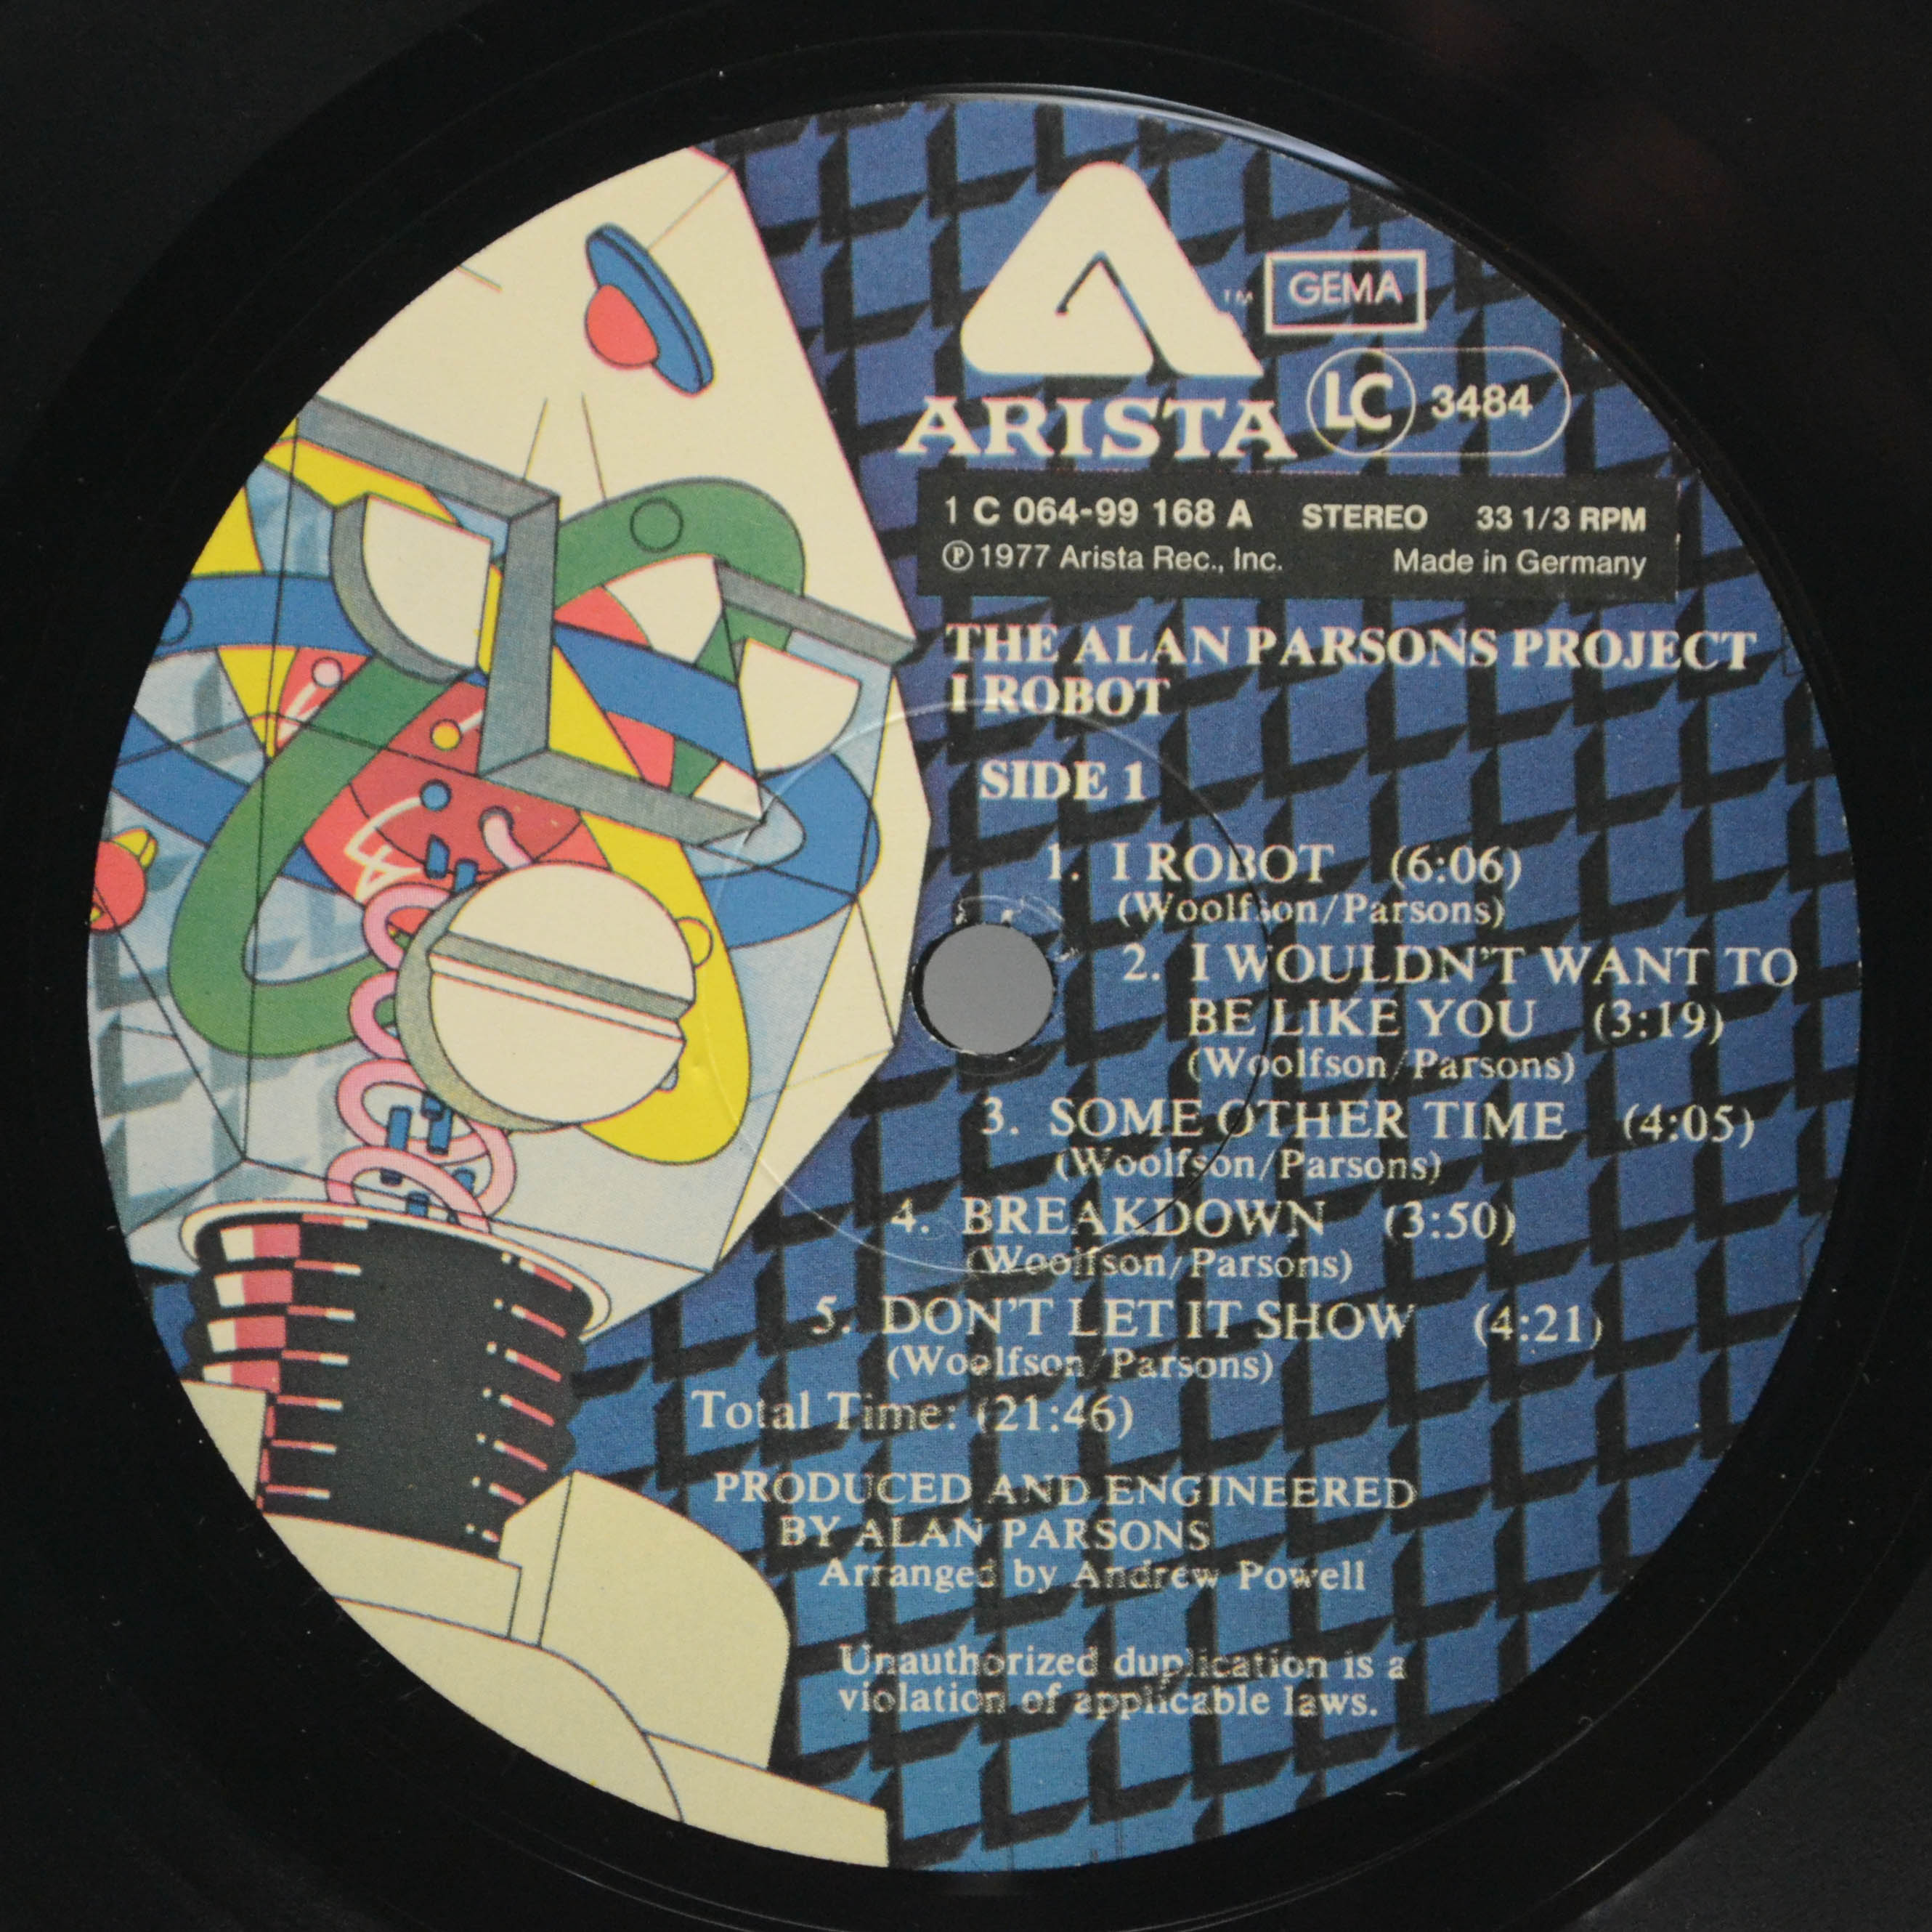 TM
GEMA
ARISTA
LC 3484
1 C 064-99 168 A STEREO 33 1/3 RPM
℗ 1977 Arista Rec., Inc. Made in Germany
THE ALAN PARSONS PROJECT
I ROBOT
SIDE 1
1. I ROBOT (6:06)
(Woolfson/Parsons)
2. I WOULDN'T WANT TO
BE LIKE YOU (3:19)
(Woolfson/Parsons)
3. SOME OTHER TIME (4:05)
(Woolfson/Parsons)
4. BREAKDOWN (3:50)
(Woolfson/Parsons)
5. DON'T LET IT SHOW (4:21)
(Woolfson/Parsons)
Total Time: (21:46)
PRODUCED AND ENGINEERED
BY ALAN PARSONS
Arranged by Andrew Powell
Unauthorized duplication is a
violation of applicable laws.